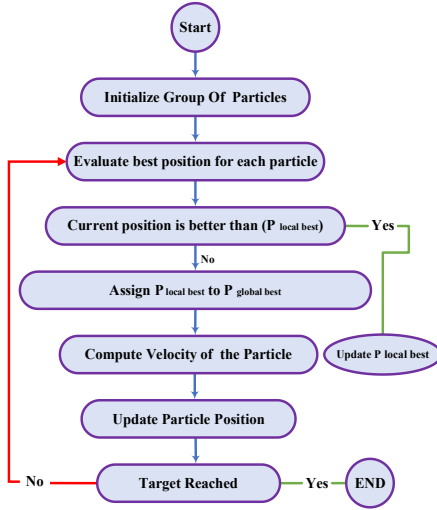 Start
Initialize Group Of Particles
Evaluate best position for each particle
Current position is better than (P local best)
Yes
No
Assign P local best to P global best
Update P local best
Compute Velocity of the Particle
Update Particle Position
No
Target Reached
Yes
END